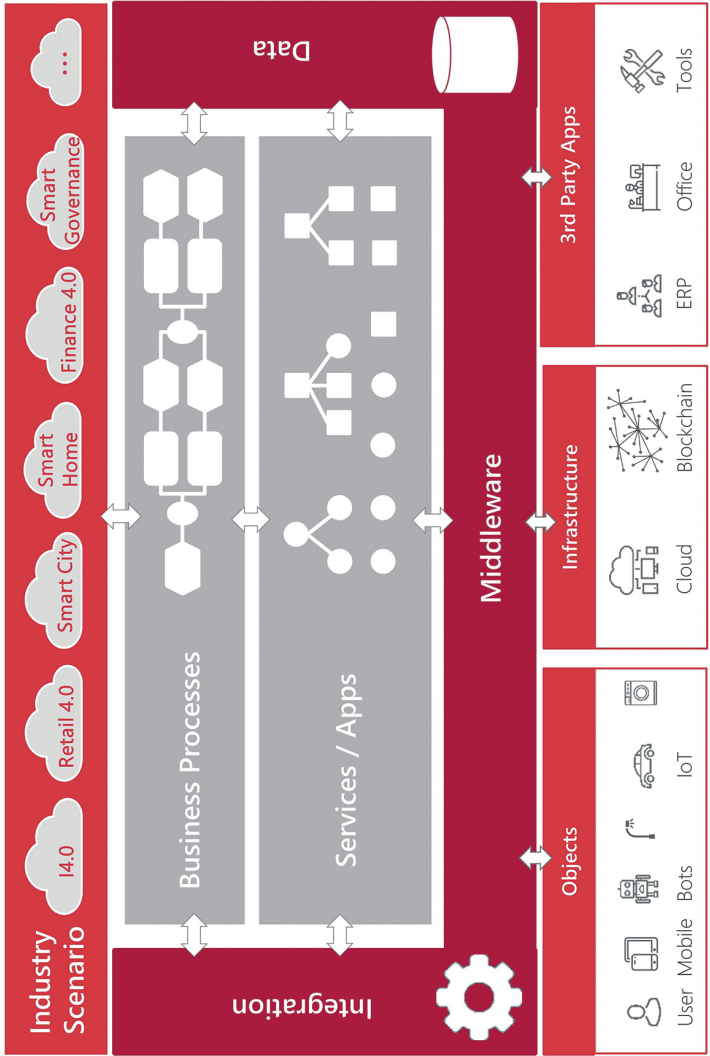 Industry
Scenario
I4.0
Retail 4.0
Smart City
Smart
Home
Finance 4.0
Smart
Governance
...
Integration
Business Processes
Services / Apps
Data
Middleware
Objects
User
Mobile
Bots
IoT
Infrastructure
Cloud
Blockchain
3rd Party Apps
ERP
Office
Tools